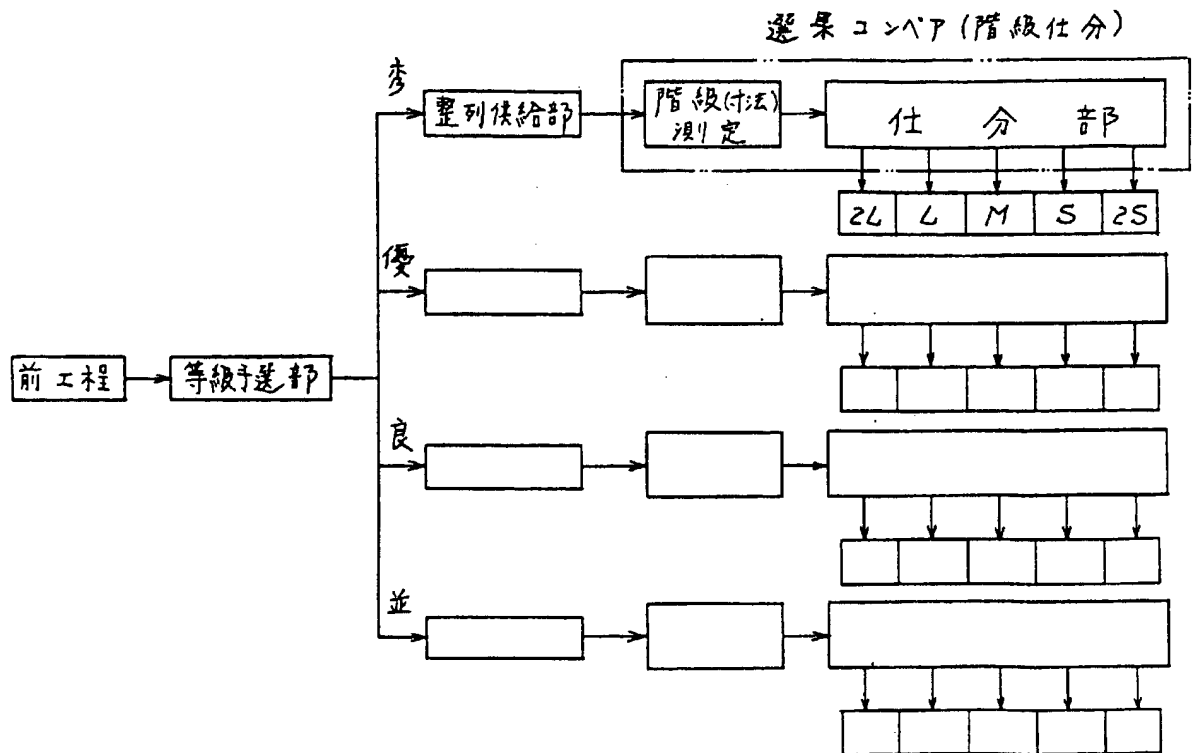 選果コンベア(階級仕分)
秀
整列供給部
階級(寸法)
測定
仕分部
2L L M S 2S
優
前工程
等級予選部
良
並